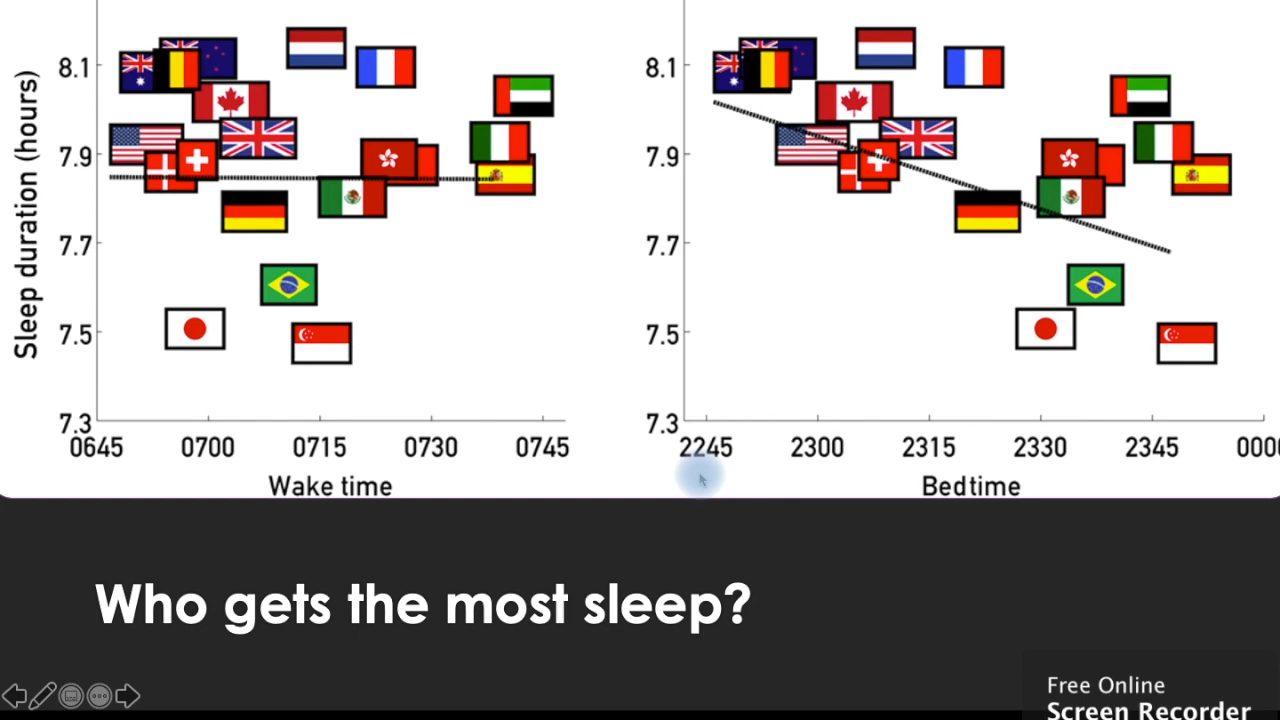 Sleep duration (hours)
8.1
7.9
7.7
7.5
7.3
0645 0700 0715 0730 0745
Wake time
8.1
7.9
7.7
7.5
7.3
2245 2300 2315 2330 2345 000
Bedtime
Who gets the most sleep?
Free Online
Screen Recorder